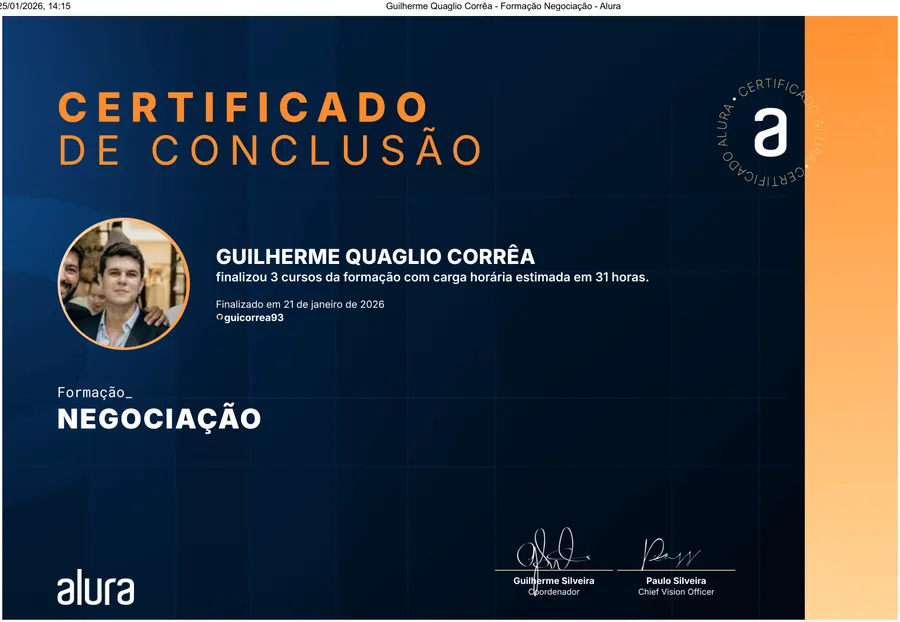 25/01/2026, 14:15
Guilherme Quaglio Corrêa - Formação Negociação - Alura
CERTIFICADO
DE CONCLUSÃO
CERTIFICADO ALURA • CERTIFICADO ALURA •
a
GUILHERME QUAGLIO CORRÊA
finalizou 3 cursos da formação com carga horária estimada em 31 horas.
Finalizado em 21 de janeiro de 2026
guicorrea93
Formação_
NEGOCIAÇÃO
alura
Guilherme Silveira
Coordenador
Paulo Silveira
Chief Vision Officer